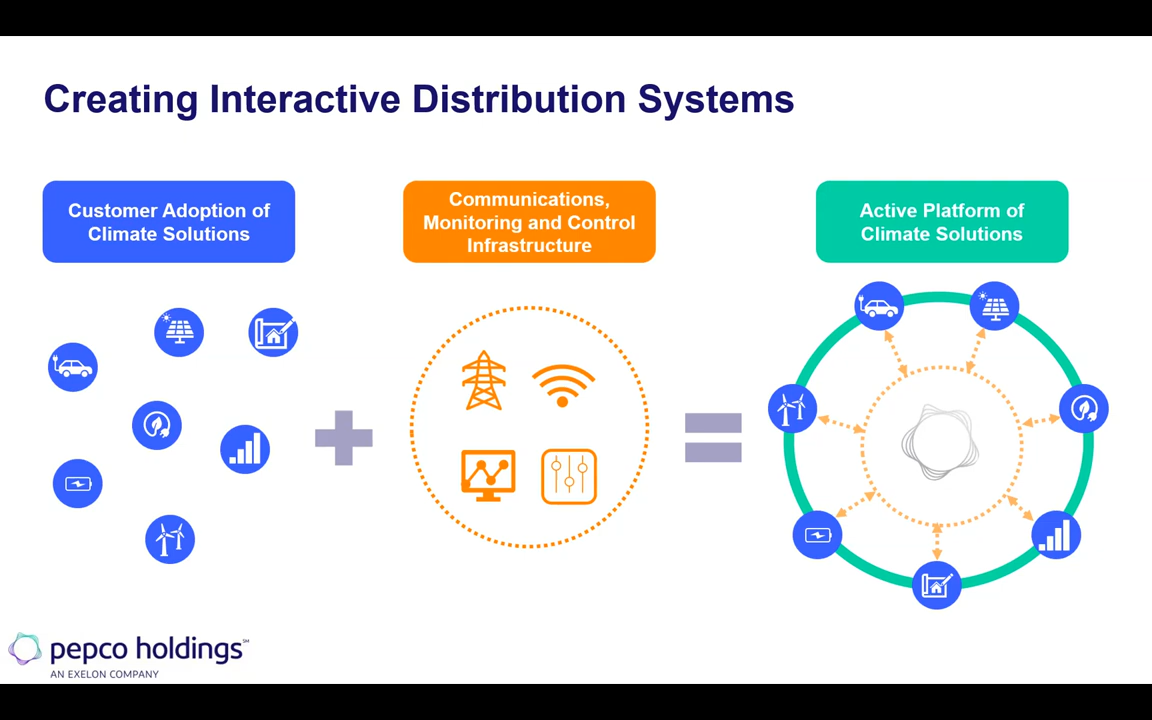 Creating Interactive Distribution Systems
Customer Adoption of
Climate Solutions
Communications,
Monitoring and Control
Infrastructure
Active Platform of
Climate Solutions
pepco holdings℠
AN EXELON COMPANY